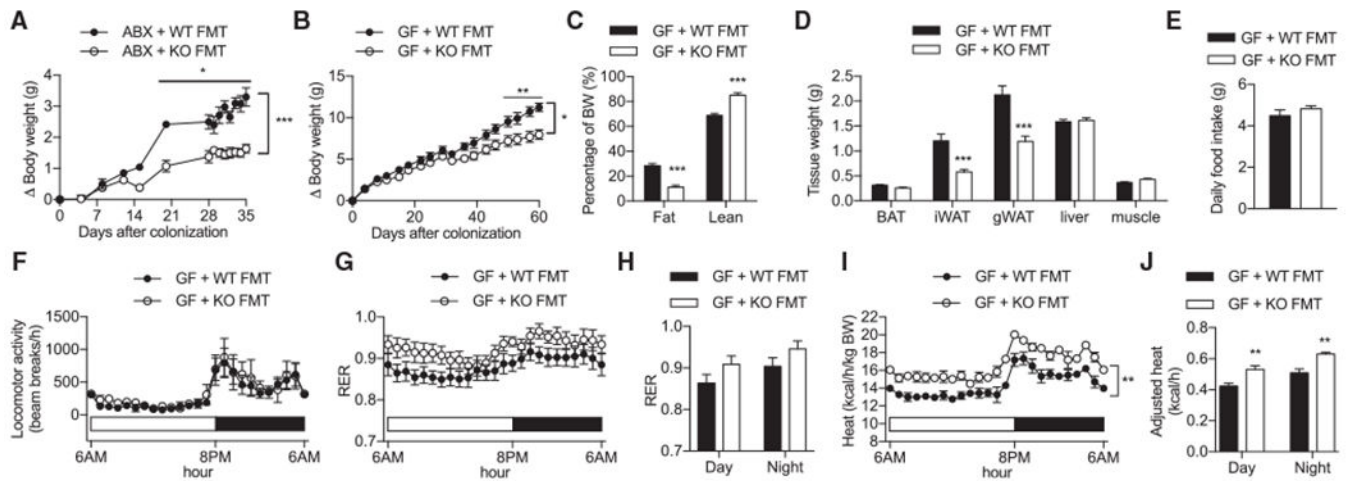 A
ABX + WT FMT
ABX + KO FMT
Δ Body weight (g)
4
3
2
1
0
*
***
0 7 14 21 28 35
Days after colonization
B
GF + WT FMT
GF + KO FMT
Δ Body weight (g)
15
10
5
0
**
*
0 20 40 60
Days after colonization
C
GF + WT FMT
GF + KO FMT
Percentage of BW (%)
100
80
60
40
20
0
***
***
Fat Lean
D
GF + WT FMT
GF + KO FMT
Tissue weight (g)
2.5
2.0
1.5
1.0
0.5
0.0
***
***
BAT iWAT gWAT liver muscle
E
GF + WT FMT
GF + KO FMT
Daily food intake (g)
6
4
2
0
F
GF + WT FMT
GF + KO FMT
Locomotor activity
(beam breaks/h)
1500
1000
500
0
6AM 8PM 6AM
hour
G
GF + WT FMT
GF + KO FMT
RER
1.0
0.9
0.8
0.7
6AM 8PM 6AM
hour
H
GF + WT FMT
GF + KO FMT
RER
1.0
0.9
0.8
0.7
Day Night
I
GF + WT FMT
GF + KO FMT
Heat (kcal/h/kg BW)
22
20
18
16
14
12
10
8
**
6AM 8PM 6AM
hour
J
GF + WT FMT
GF + KO FMT
Adjusted heat
(kcal/h)
0.8
0.6
0.4
0.2
0.0
**
**
Day Night